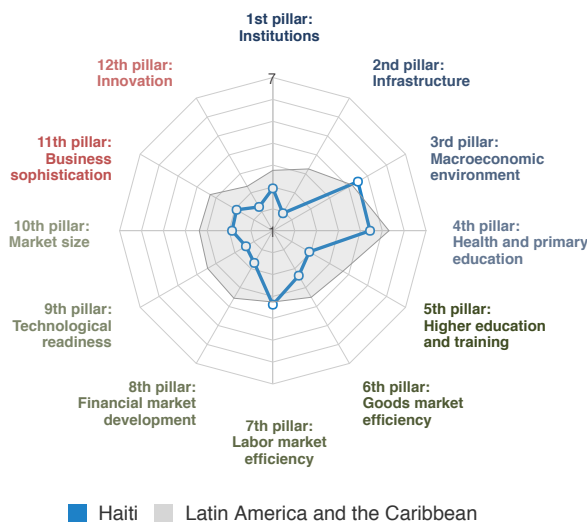 1st pillar:
Institutions
2nd pillar:
Infrastructure
3rd pillar:
Macroeconomic
environment
4th pillar:
Health and primary
education
5th pillar:
Higher education
and training
6th pillar:
Goods market
efficiency
7th pillar:
Labor market
efficiency
8th pillar:
Financial market
development
9th pillar:
Technological
readiness
10th pillar:
Market size
11th pillar:
Business
sophistication
12th pillar:
Innovation
7
1
Haiti
Latin America and the Caribbean